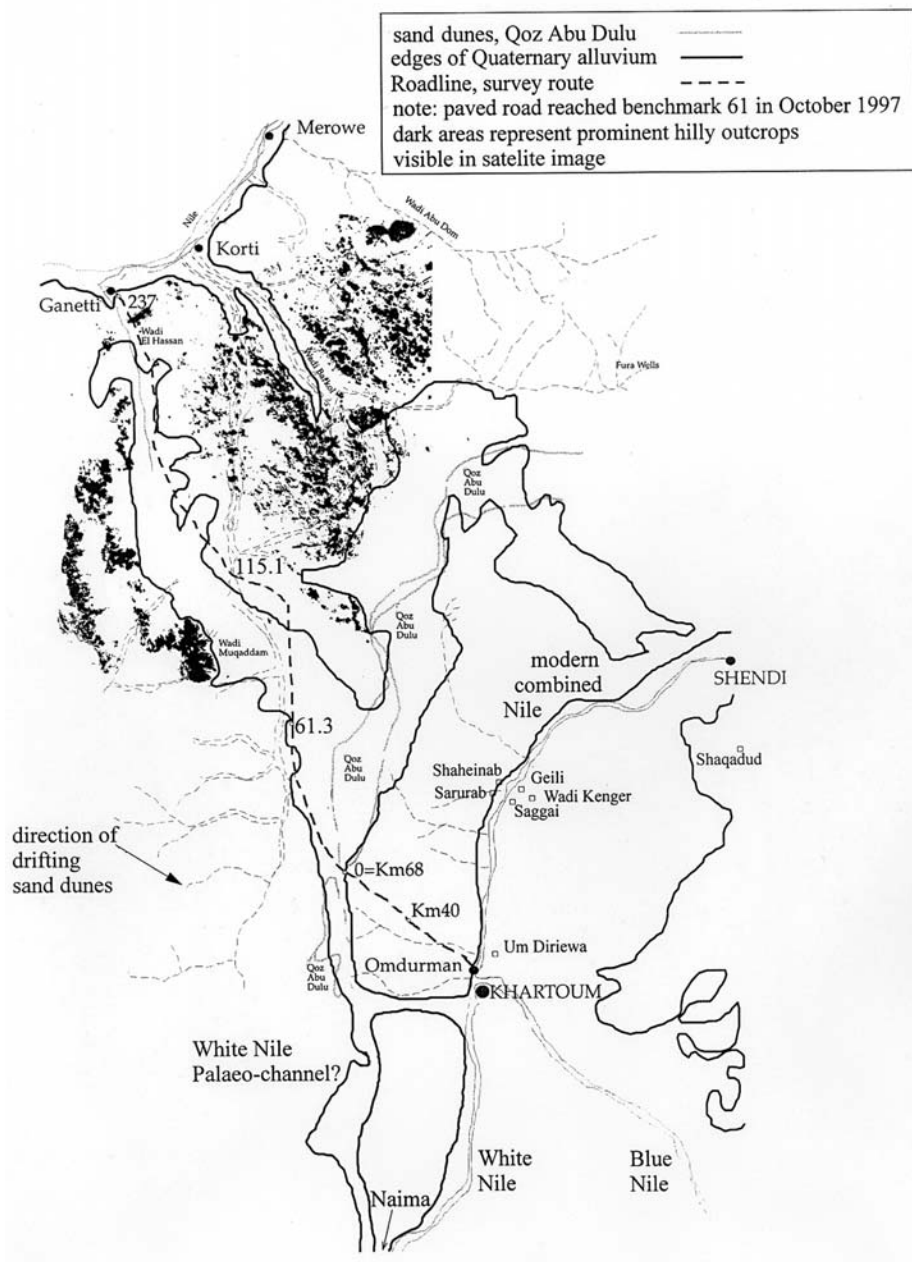 sand dunes, Qoz Abu Dulu
edges of Quaternary alluvium
Roadline, survey route
note: paved road reached benchmark 61 in October 1997
dark areas represent prominent hilly outcrops
visible in satelite image
Merowe
Nile
Wadi Abu Dom
Korti
Ganetti
237
Wadi
El Hassan
Wadi Bafkol
Fura Wells
Qoz
Abu
Dulu
115.1
Qoz
Abu
Dulu
Wadi
Muqaddam
modern
combined
Nile
SHENDI
61.3
Shaqadud
Qoz
Abu
Dulu
Shaheinab
Geili
Sarurab
Wadi Kenger
Saggai
direction of
drifting
sand dunes
0=Km68
Km40
Um Diriewa
Omdurman
Qoz
Abu
Dulu
KHARTOUM
White Nile
Palaeo-channel?
White
Nile
Blue
Nile
Naima